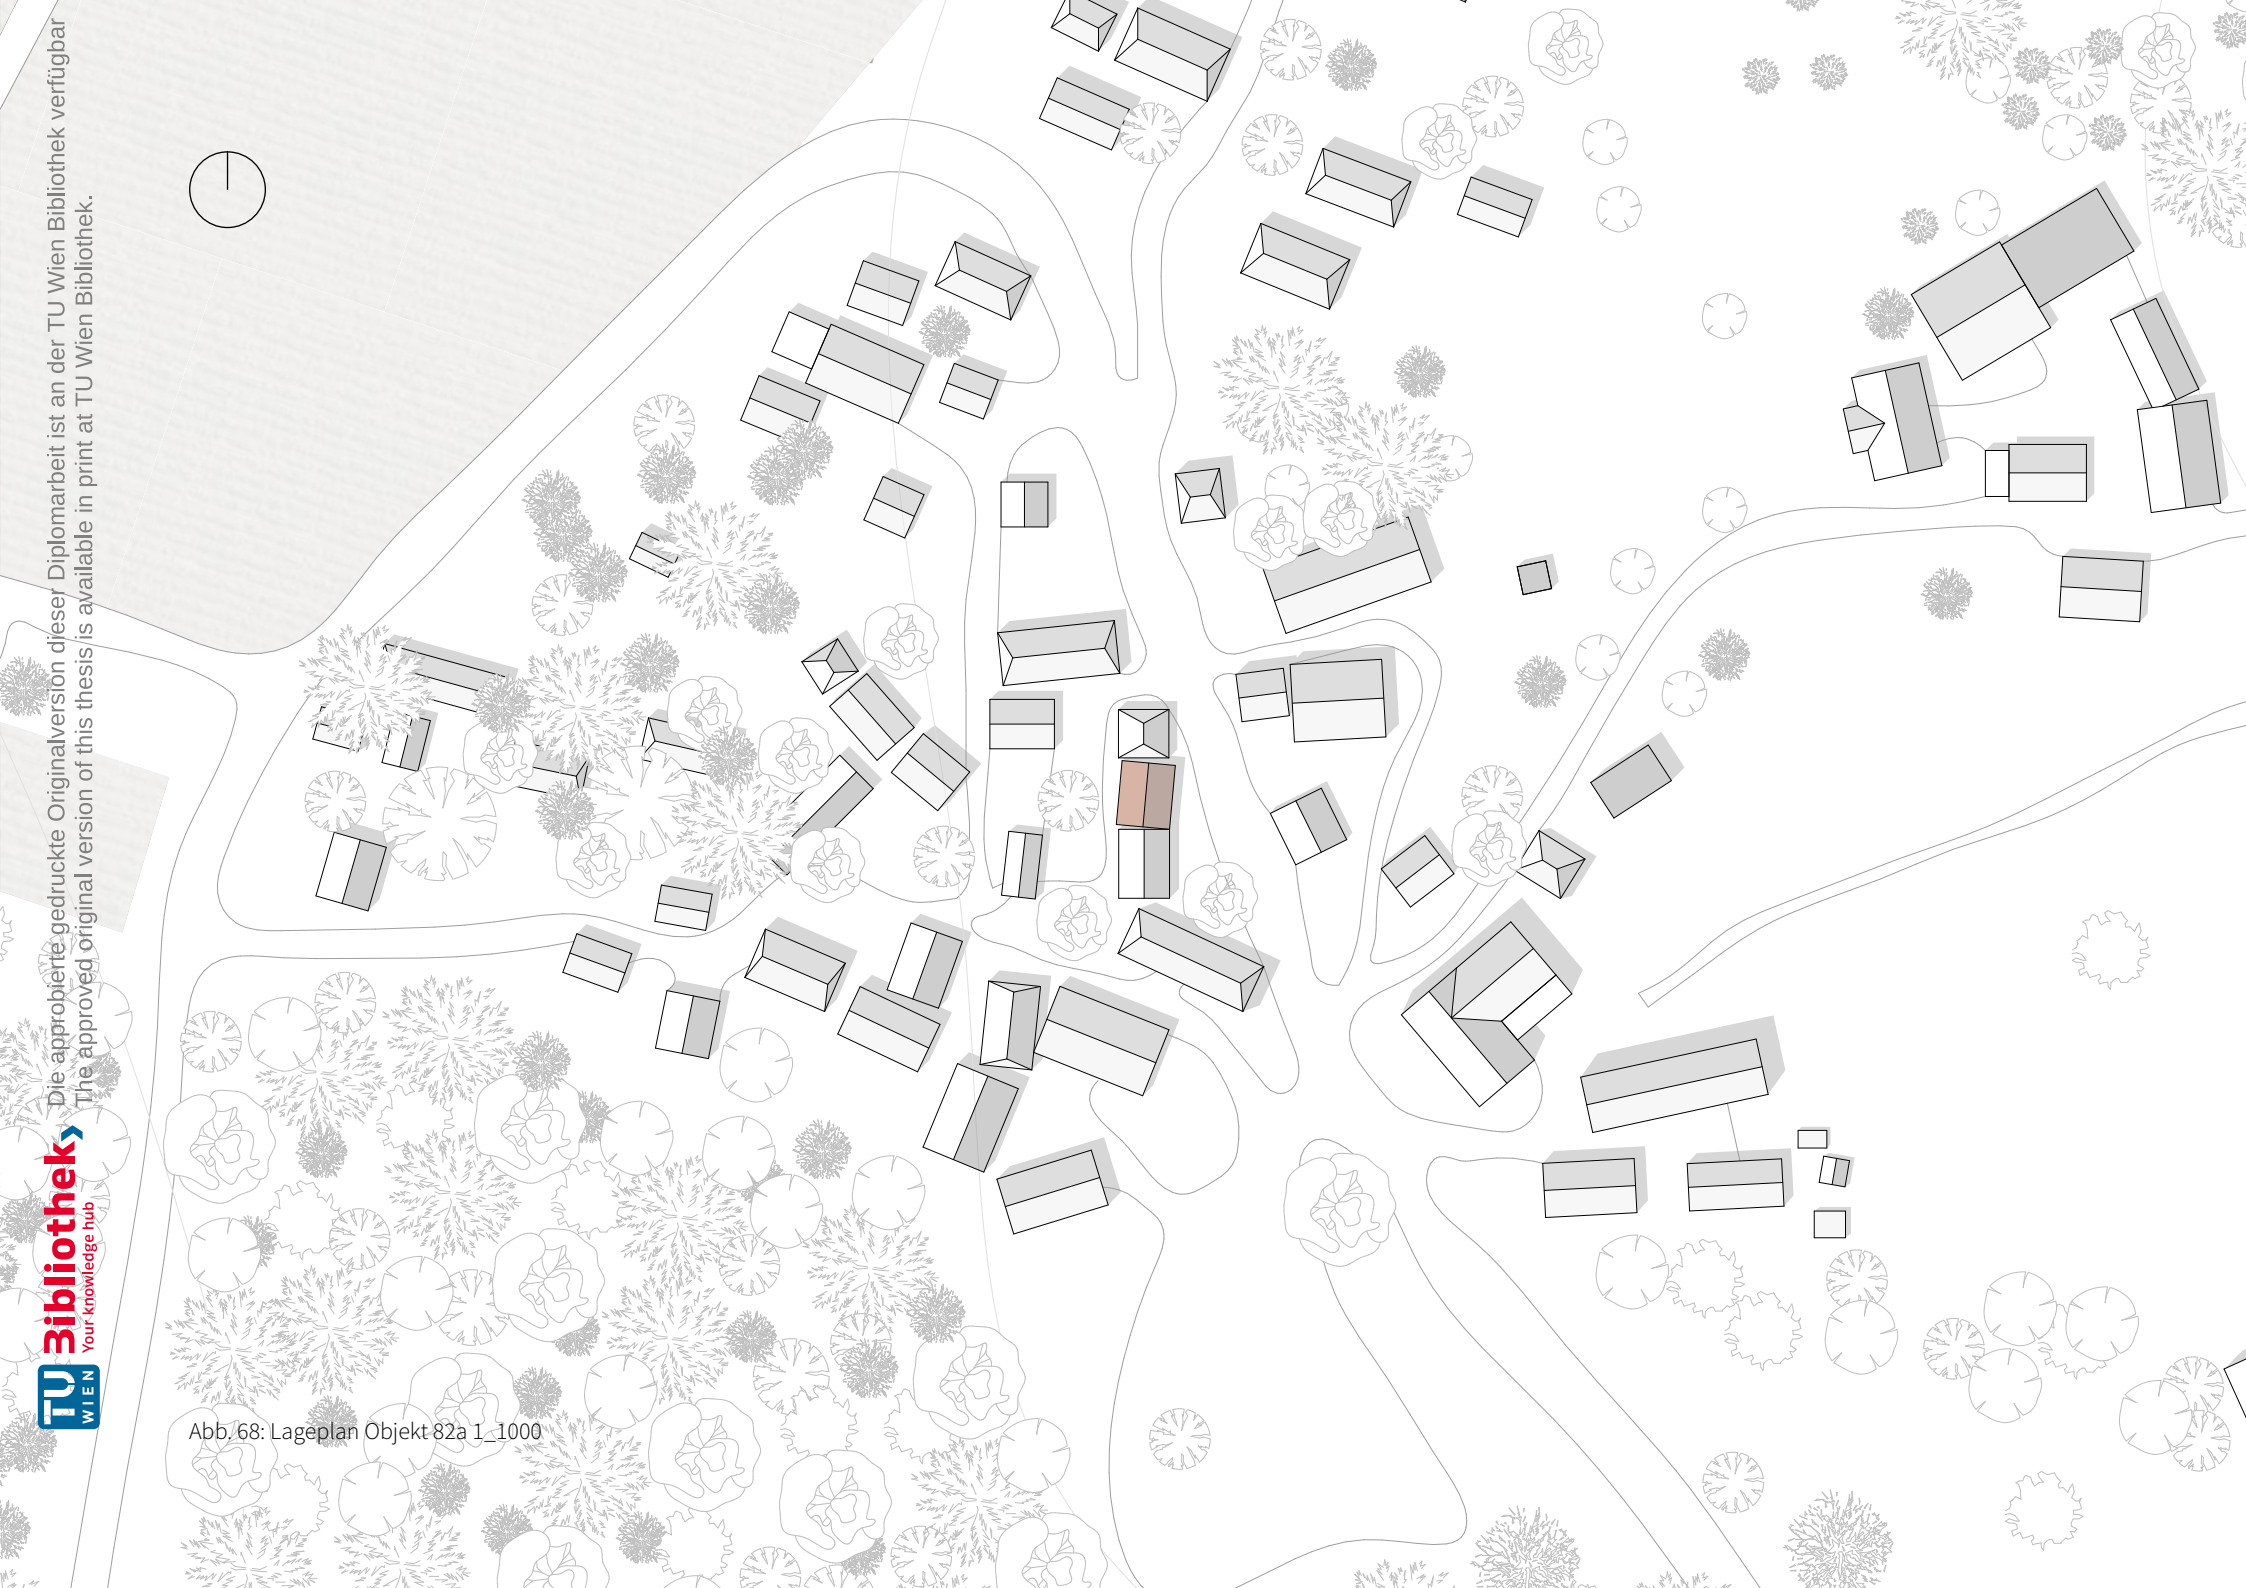 Die approbierte gedruckte Originalversion dieser Diplomarbeit ist an der TU Wien Bibliothek verfügbar
The approved original version of this thesis is available in print at TU Wien Bibliothek.
TU
WIEN
Bibliothek
Your knowledge hub
Abb. 68: Lageplan Objekt 82a 1_1000